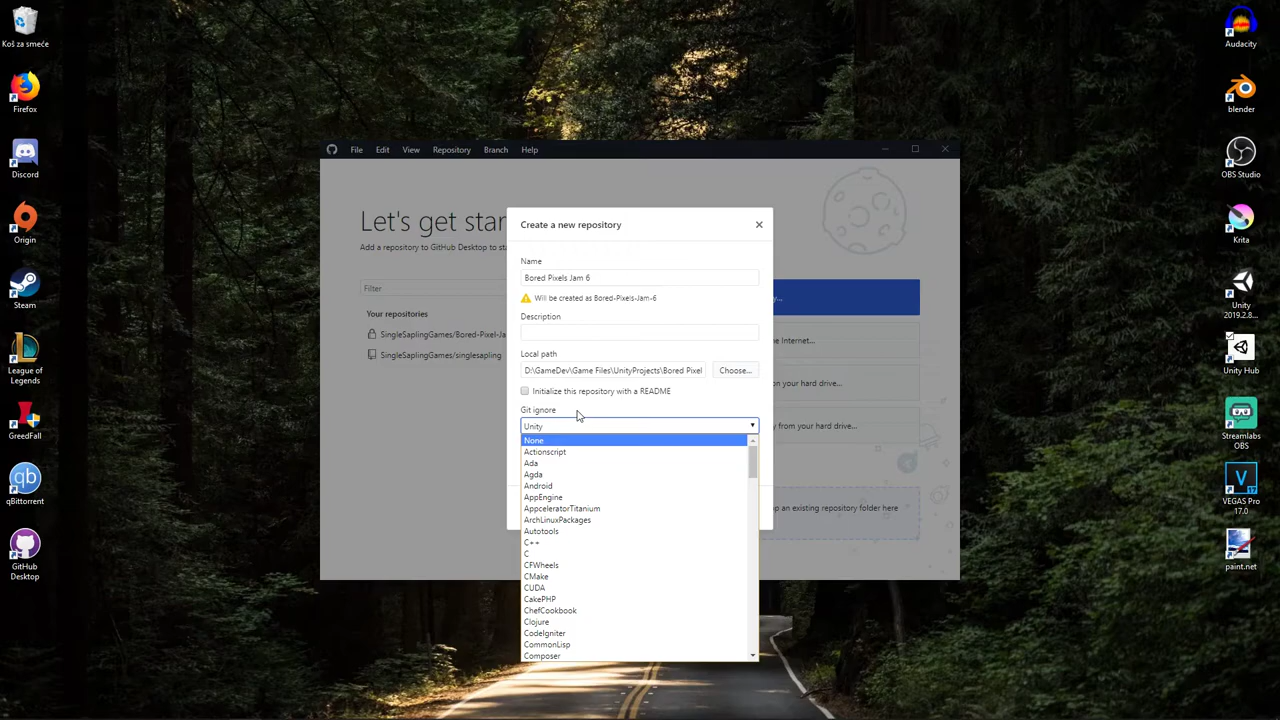 Koš za smeće
Firefox
Discord
Origin
Steam
League of
Legends
GreedFall
qBittorrent
GitHub
Desktop
File Edit View Repository Branch Help
Let's get star
Add a repository to GitHub Desktop to sta
Filter
Your repositories
SingleSaplingGames/Bored-Pixel-Ja
SingleSaplingGames/singlesapling
y...
he Internet...
on your hard drive...
y from your hard drive...
op an existing repository folder here
Create a new repository
Name
Bored Pixels Jam 6
Will be created as Bored-Pixels-Jam-6
Description
Local path
D:\GameDev\Game Files\UnityProjects\Bored Pixel
Choose...
Initialize this repository with a README
Git ignore
Unity
None
Actionscript
Ada
Agda
Android
AppEngine
AppceleratorTitanium
ArchLinuxPackages
Autotools
C++
C
CFWheels
CMake
CUDA
CakePHP
ChefCookbook
Clojure
CodeIgniter
CommonLisp
Composer
Audacity
blender
OBS Studio
Krita
Unity
2019.2.8...
Unity Hub
Streamlabs
OBS
VEGAS Pro
17.0
paint.net